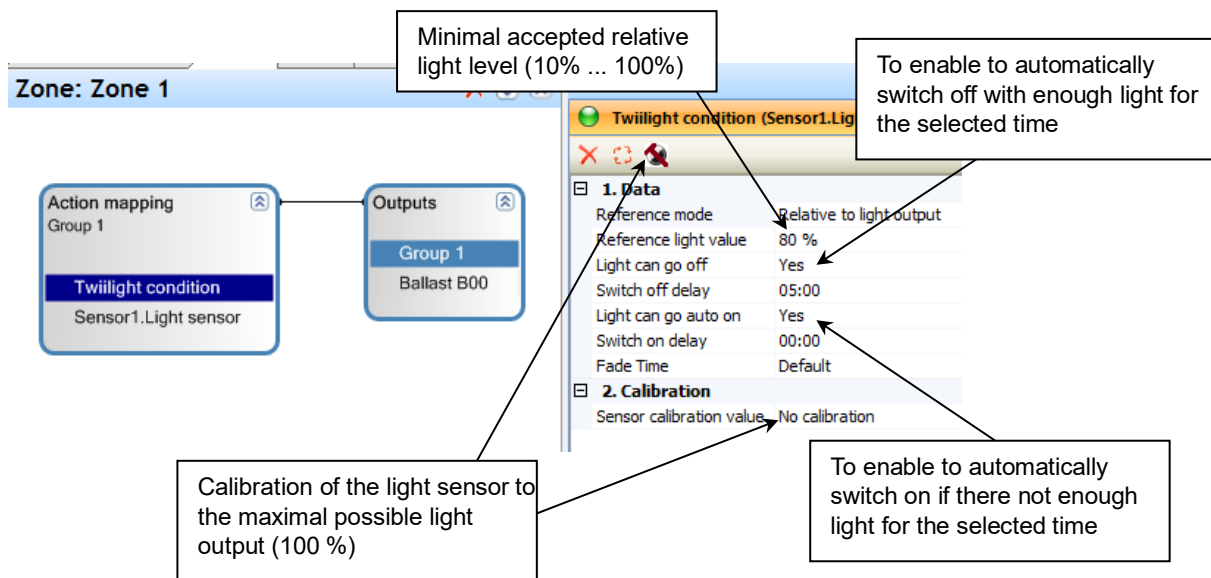 Minimal accepted relative
light level (10% ... 100%)
To enable to automatically
switch off with enough light for
the selected time
Zone: Zone 1
Twiilight condition (Sensor1.Lig
Action mapping
Group 1
Twiilight condition
Sensor1.Light sensor
Outputs
Group 1
Ballast B00
1. Data
Reference mode Relative to light output
Reference light value 80 %
Light can go off Yes
Switch off delay 05:00
Light can go auto on Yes
Switch on delay 00:00
Fade Time Default
2. Calibration
Sensor calibration value No calibration
Calibration of the light sensor to
the maximal possible light
output (100 %)
To enable to automatically
switch on if there not enough
light for the selected time